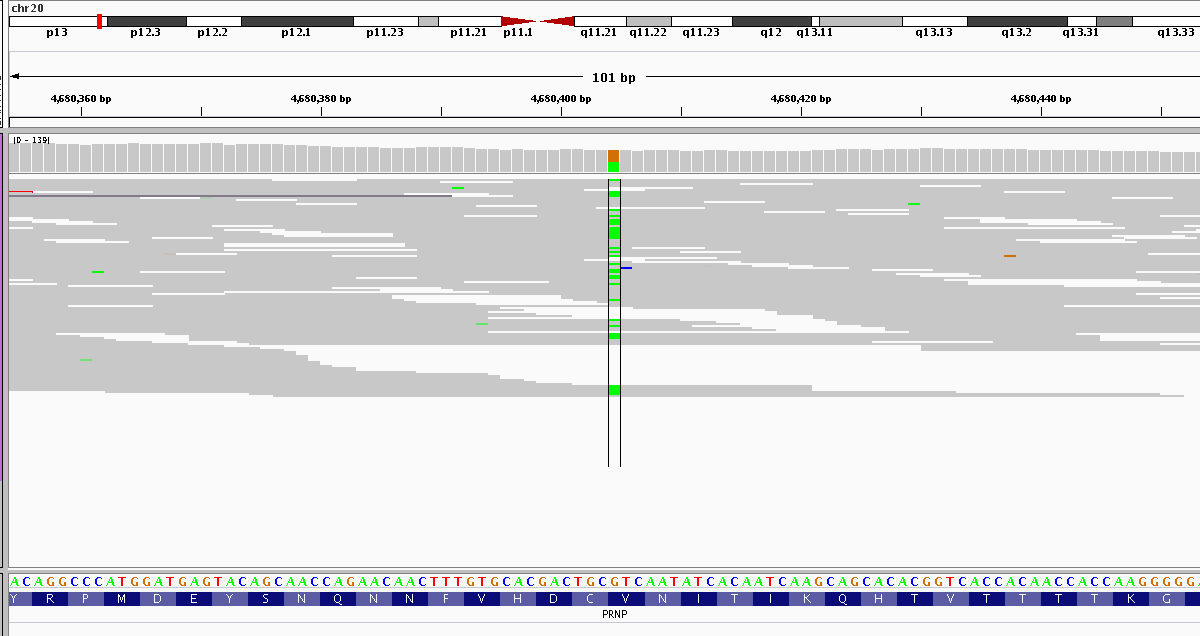 chr20
p13 p12.3 p12.2 p12.1 p11.23 p11.21 p11.1 q11.21 q11.22 q11.23 q12 q13.11 q13.13 q13.2 q13.31 q13.33
101 bp
4,680,360 bp 4,680,380 bp 4,680,400 bp 4,680,420 bp 4,680,440 bp
[0 - 139]
ACAGGCCCATGGATGAGTACAGCAACCAGAACAACTTTGTGCACGACTGCGTCAATATCACAATCAAGCAGCACACGGTCACCACAACCACCAAGGGGG
Y R P M D E Y S N Q N N F V H D C V N I T I K Q H T V T T T T K G
PRNP